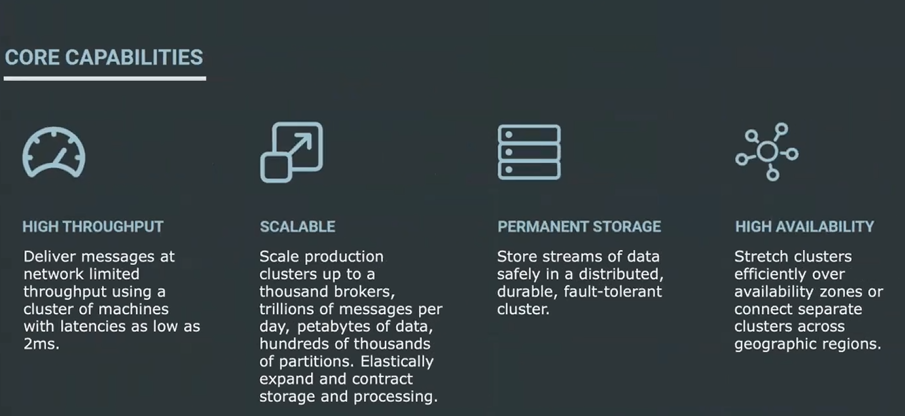 CORE CAPABILITIES
HIGH THROUGHPUT
Deliver messages at
network limited
throughput using a
cluster of machines
with latencies as low as
2ms.
SCALABLE
Scale production
clusters up to a
thousand brokers,
trillions of messages per
day, petabytes of data,
hundreds of thousands
of partitions. Elastically
expand and contract
storage and processing.
PERMANENT STORAGE
Store streams of data
safely in a distributed,
durable, fault-tolerant
cluster.
HIGH AVAILABILITY
Stretch clusters
efficiently over
availability zones or
connect separate
clusters across
geographic regions.